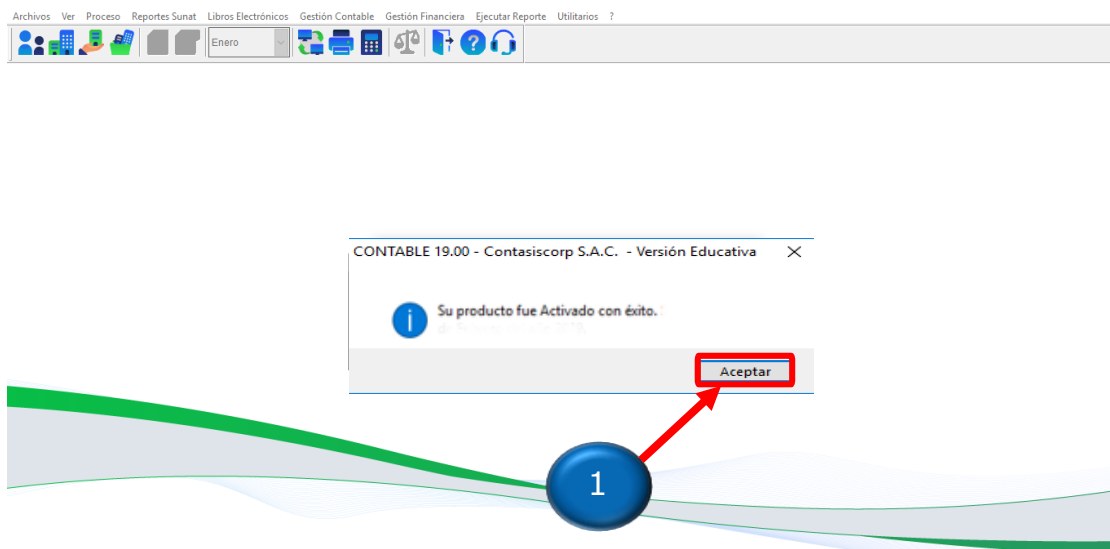 Archivos Ver Proceso Reportes Sunat Libros Electrónicos Gestión Contable Gestión Financiera Ejecutar Reporte Utilitarios ?
Enero
CONTABLE 19.00 - Contasiscorp S.A.C. - Versión Educativa
Su producto fue Activado con éxito.
Aceptar
1